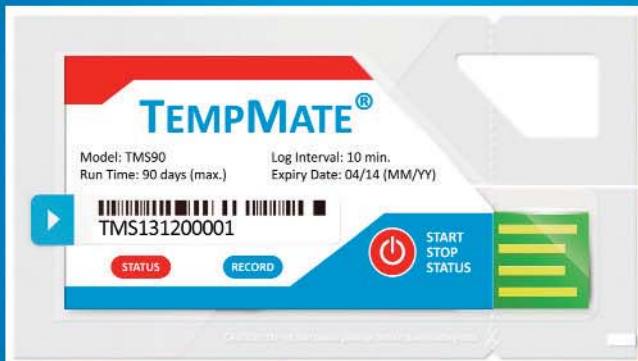 TEMPMATE®
Model: TMS90 Log Interval: 10 min.
Run Time: 90 days (max.) Expiry Date: 04/14 (MM/YY)
TMS131200001
START
STOP
STATUS
STATUS RECORD